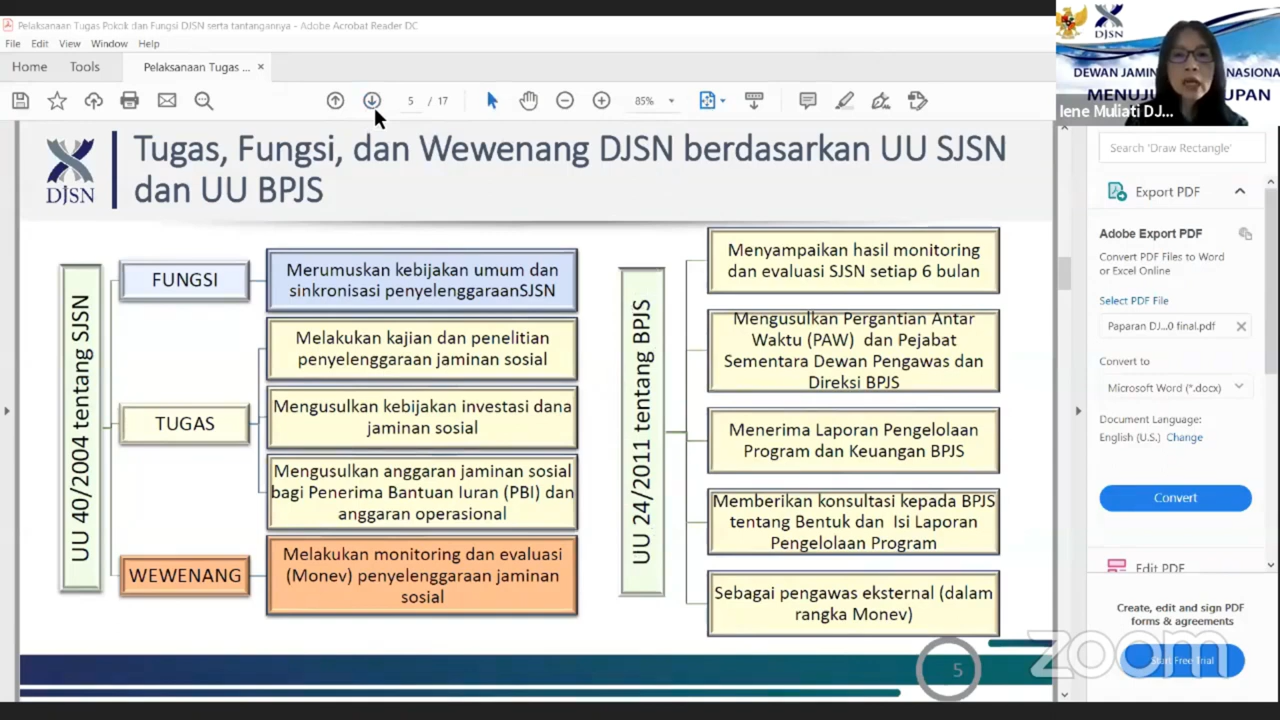 Pelaksanaan Tugas Pokok dan Fungsi DJSN serta tantangannya - Adobe Acrobat Reader DC
File Edit View Window Help
Home Tools Pelaksanaan Tugas ... ×
5 / 17 85%
DJSN
DEWAN JAMIN NASIONA
MENUJU UPAN
Iene Muliati DJ...
DJSN
Tugas, Fungsi, dan Wewenang DJSN berdasarkan UU SJSN
dan UU BPJS
UU 40/2004 tentang SJSN
FUNGSI
Merumuskan kebijakan umum dan
sinkronisasi penyelenggaraanSJSN
TUGAS
Melakukan kajian dan penelitian
penyelenggaraan jaminan sosial
Mengusulkan kebijakan investasi dana
jaminan sosial
Mengusulkan anggaran jaminan sosial
bagi Penerima Bantuan Iuran (PBI) dan
anggaran operasional
WEWENANG
Melakukan monitoring dan evaluasi
(Monev) penyelenggaraan jaminan
sosial
UU 24/2011 tentang BPJS
Menyampaikan hasil monitoring
dan evaluasi SJSN setiap 6 bulan
Mengusulkan Pergantian Antar
Waktu (PAW) dan Pejabat
Sementara Dewan Pengawas dan
Direksi BPJS
Menerima Laporan Pengelolaan
Program dan Keuangan BPJS
Memberikan konsultasi kepada BPJS
tentang Bentuk dan Isi Laporan
Pengelolaan Program
Sebagai pengawas eksternal (dalam
rangka Monev)
5
Search 'Draw Rectangle'
Export PDF
Adobe Export PDF
Convert PDF Files to Word
or Excel Online
Select PDF File
Paparan DJ...0 final.pdf
Convert to
Microsoft Word (*.docx)
Document Language:
English (U.S.) Change
Convert
Edit PDF
Create, edit and sign PDF
forms & agreements
Start Free Trial
zoom